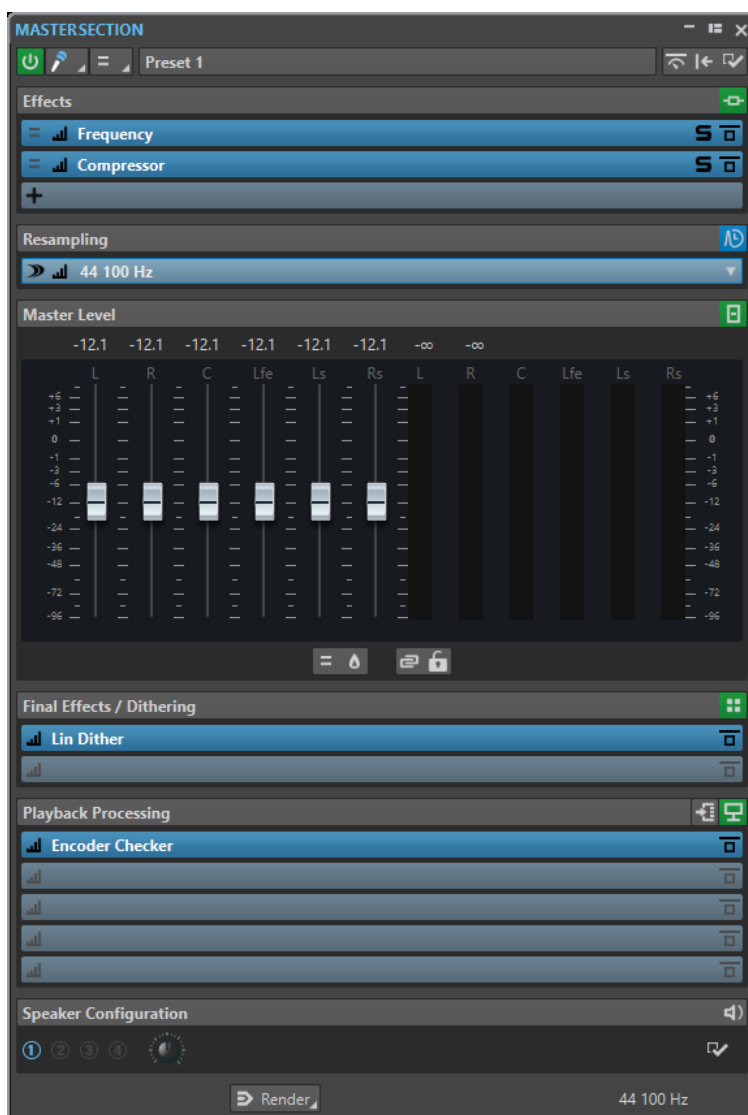 MASTERSECTION
Preset 1
Effects
Frequency S
Compressor S
Resampling
44 100 Hz
Master Level
-12.1 -12.1 -12.1 -12.1 -12.1 -12.1 -∞ -∞
L R C Lfe Ls Rs L R C Lfe Ls Rs
+6 +6
+3 +3
+1 +1
0 0
-1 -1
-3 -3
-6 -6
-12 -12
-24 -24
-36 -36
-48 -48
-72 -72
-96 -96
Final Effects / Dithering
Lin Dither
Playback Processing
Encoder Checker
Speaker Configuration
1 2 3 4
Render 44 100 Hz